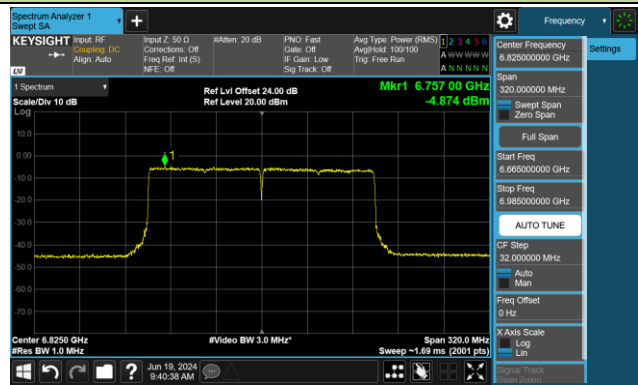 Spectrum Analyzer 1
Swept SA
Frequency
KEYSIGHT
Input: RF
Coupling: DC
Align: Auto
Input Z: 50 Ω
Corrections: Off
Freq Ref: Int (S)
NFE: Off
#Atten: 20 dB
PNO: Fast
Gate: Off
IF Gain: Low
Sig Track: Off
Avg Type: Power (RMS)
Avg|Hold: 100/100
Trig: Free Run
1 2 3 4 5 6
A W W W W W
A N N N N N
LXI
1 Spectrum
Scale/Div 10 dB
Log
Ref Lvl Offset 24.00 dB
Ref Level 20.00 dBm
Mkr1 6.757 00 GHz
-4.874 dBm
1
10.0
0.00
-10.0
-20.0
-30.0
-40.0
-50.0
-60.0
-70.0
Center 6.8250 GHz
#Res BW 1.0 MHz
#Video BW 3.0 MHz*
Span 320.0 MHz
Sweep ~1.69 ms (2001 pts)
Jun 19, 2024
9:40:38 AM
Center Frequency
6.825000000 GHz
Settings
Span
320.000000 MHz
Swept Span
Zero Span
Full Span
Start Freq
6.665000000 GHz
Stop Freq
6.985000000 GHz
AUTO TUNE
CF Step
32.000000 MHz
Auto
Man
Freq Offset
0 Hz
X Axis Scale
Log
Lin
Signal Track
(Span Zoom)